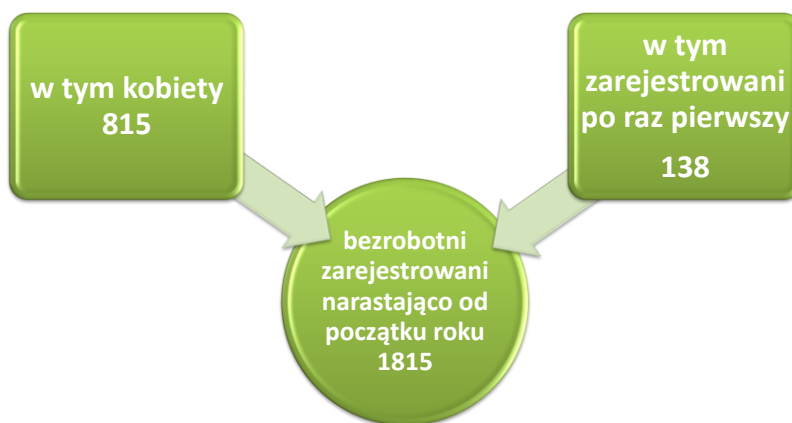 w tym kobiety
815
w tym
zarejestrowani
po raz pierwszy
138
bezrobotni
zarejestrowani
narastająco od
początku roku
1815